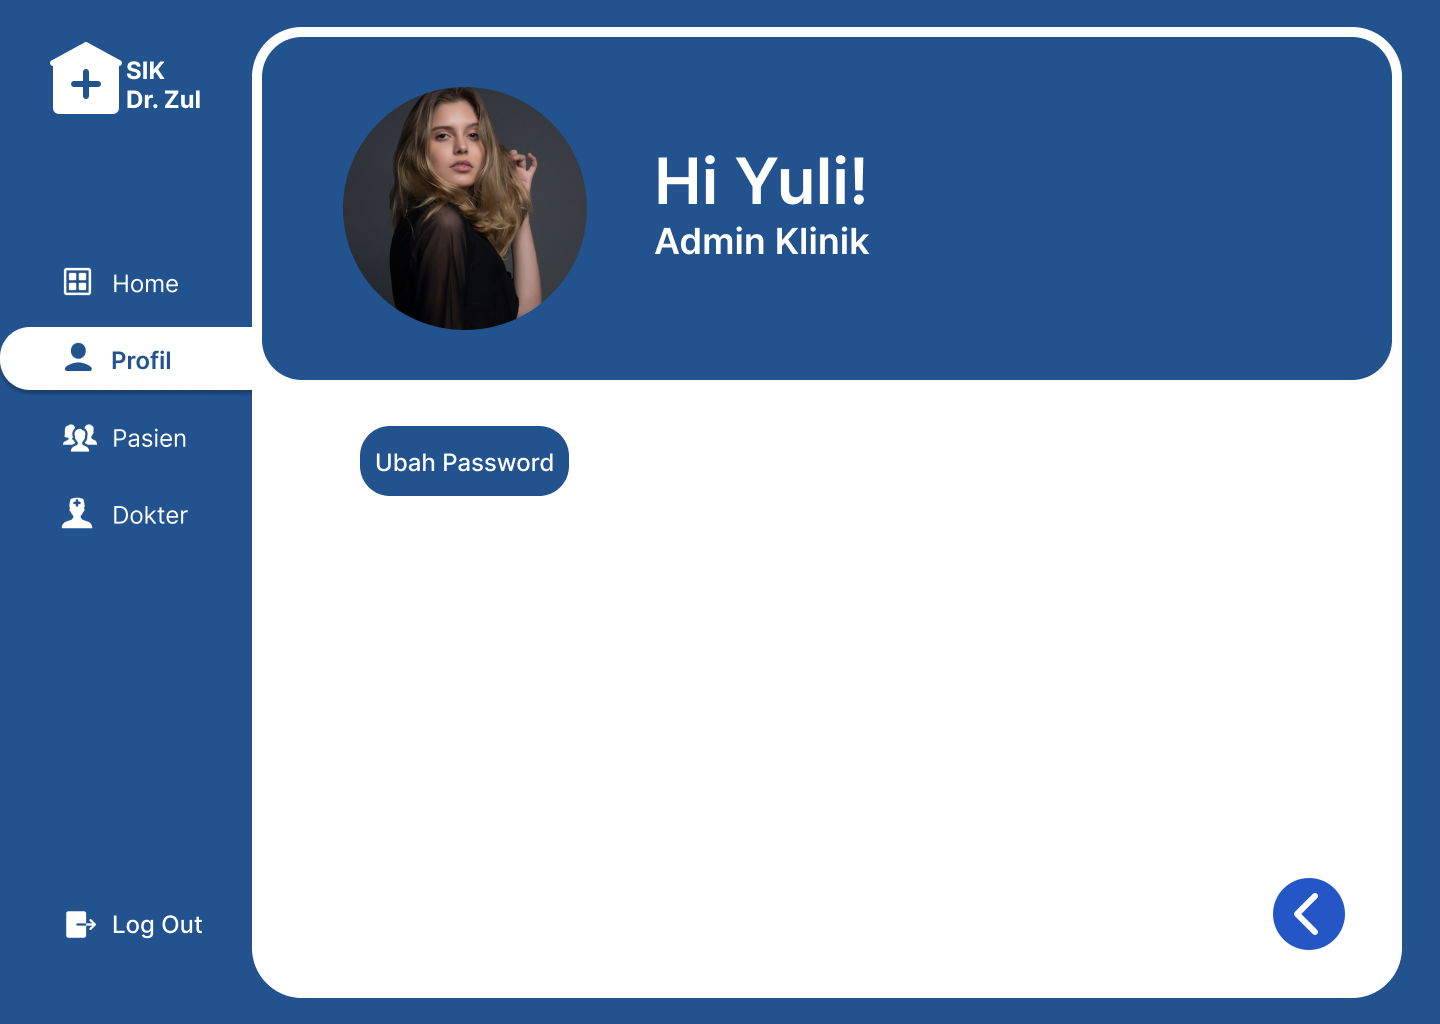 SIK
Dr. Zul
Home
Profil
Pasien
Dokter
Log Out
Hi Yuli!
Admin Klinik
Ubah Password